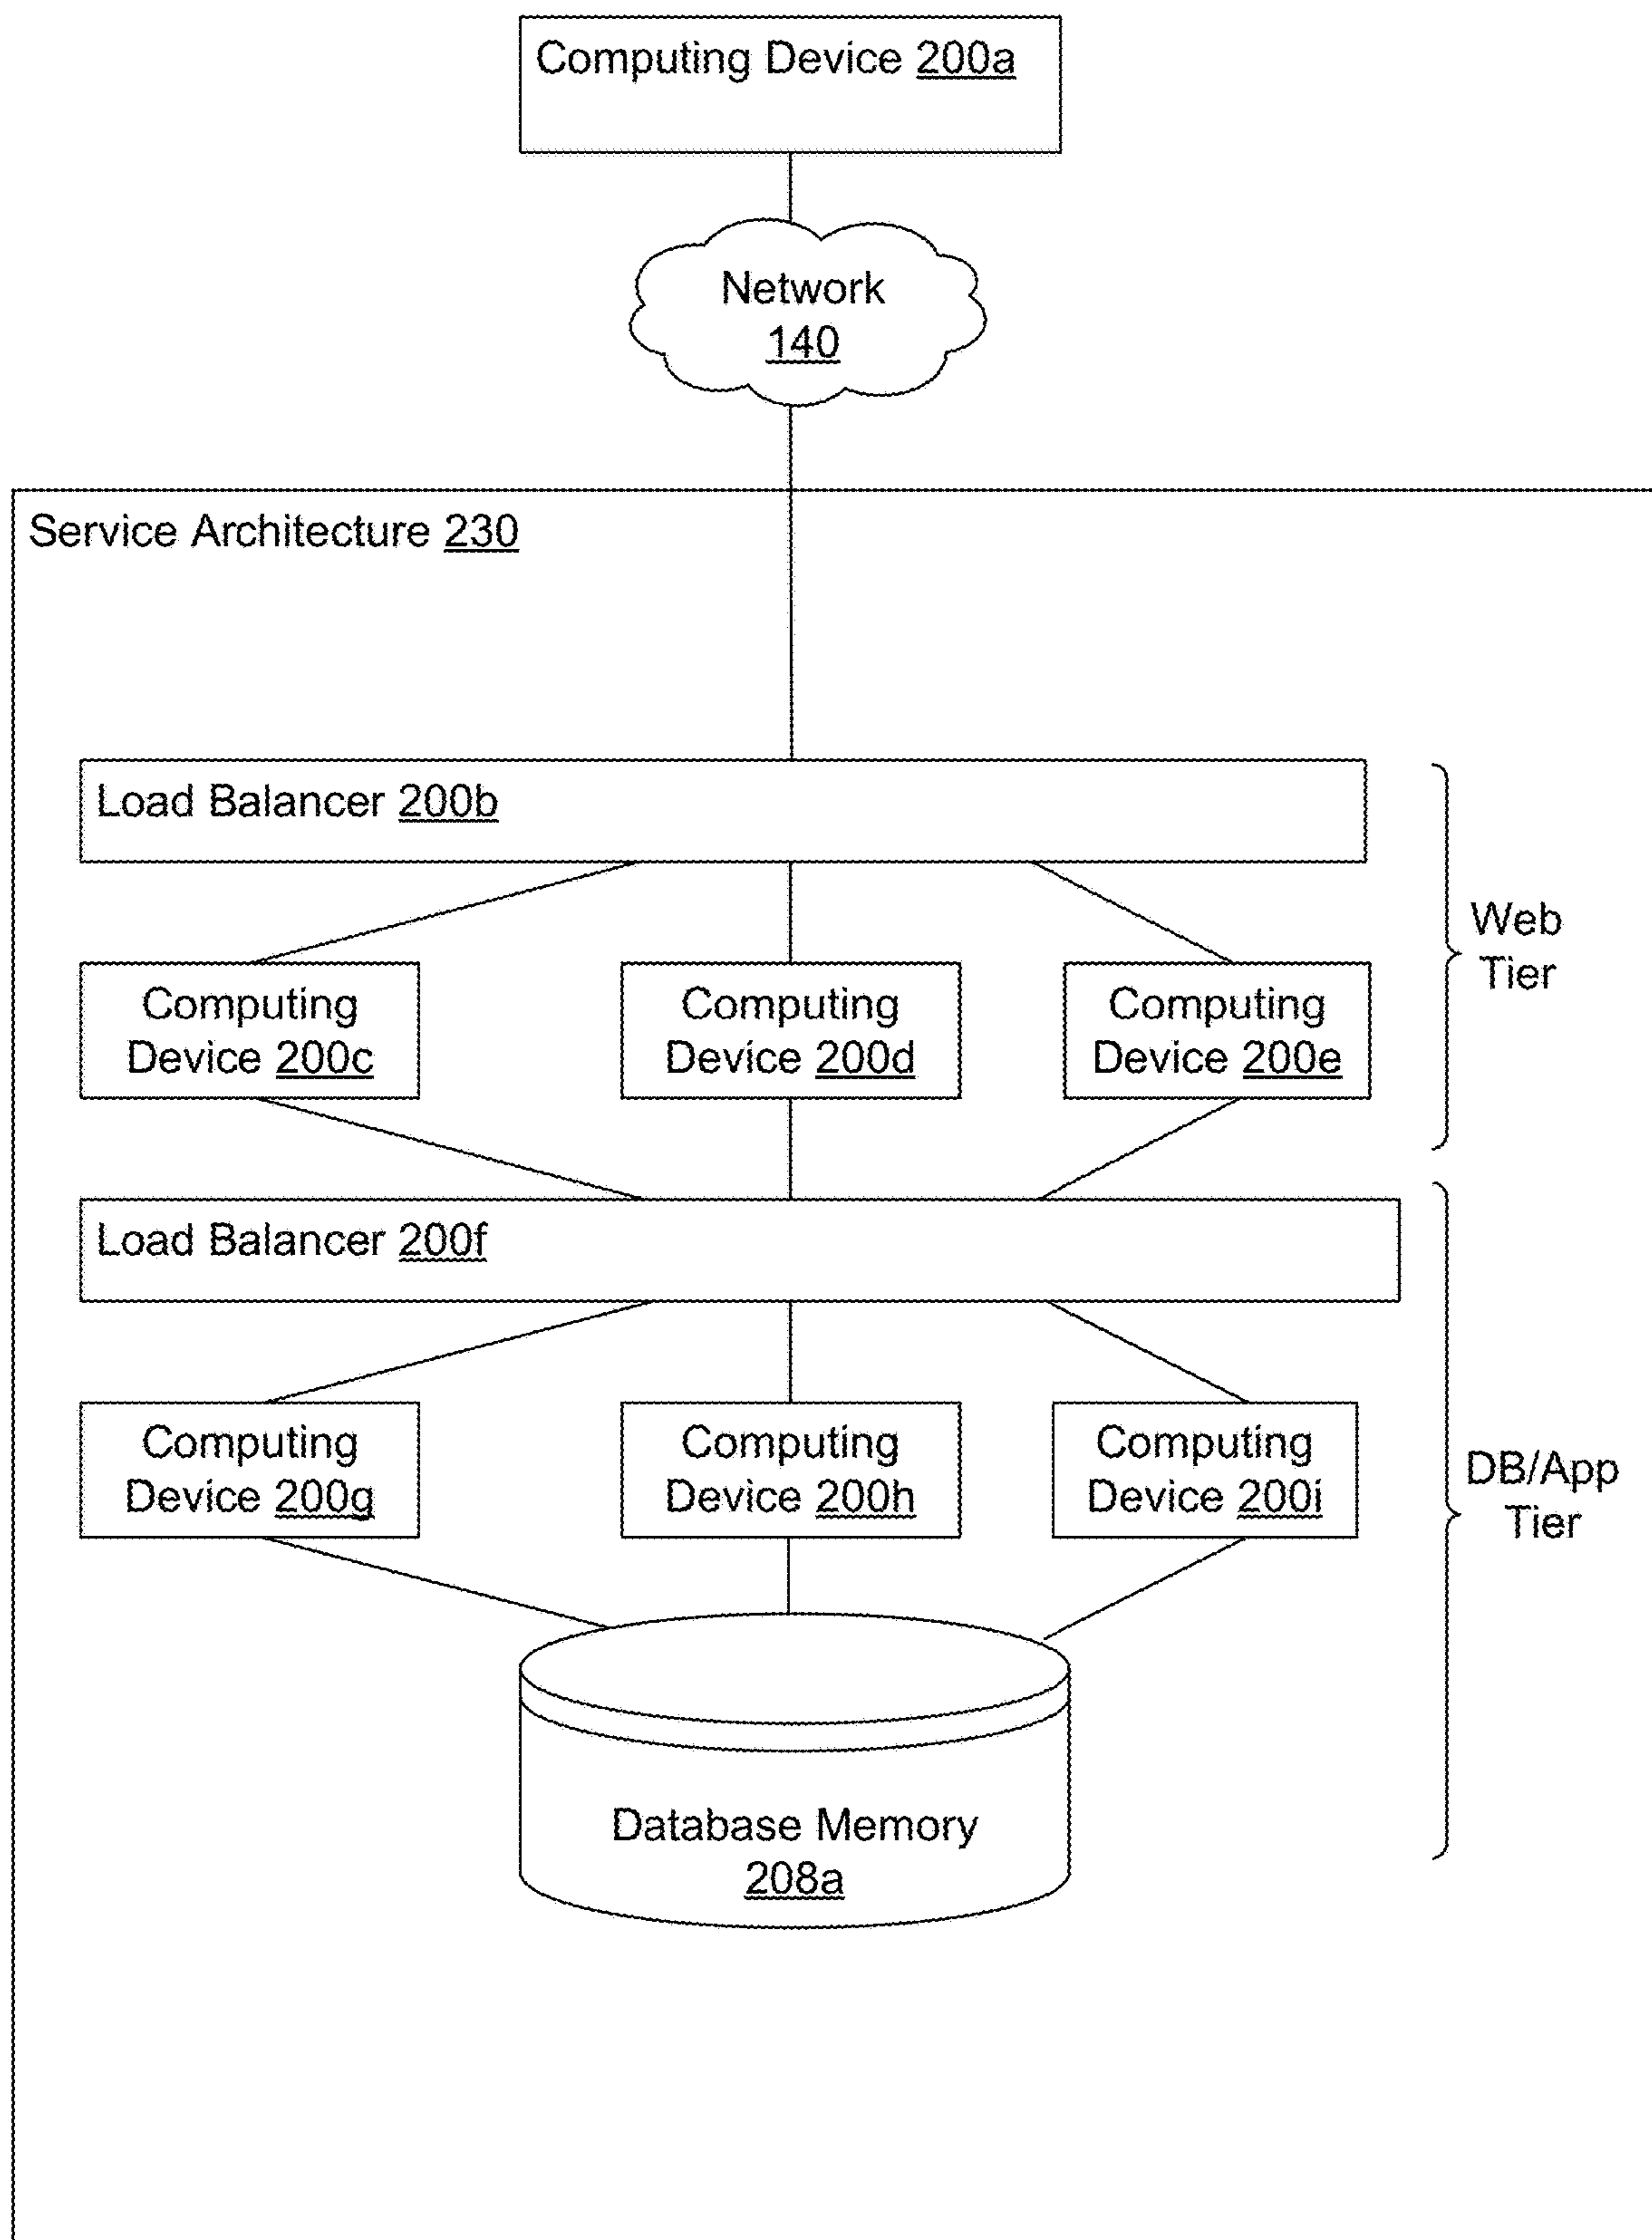 Computing Device 200a
Network
140
Service Architecture 230
Load Balancer 200b
Web
Tier
Computing
Device 200c
Computing
Device 200d
Computing
Device 200e
Load Balancer 200f
Computing
Device 200g
Computing
Device 200h
Computing
Device 200i
DB/App
Tier
Database Memory
208a